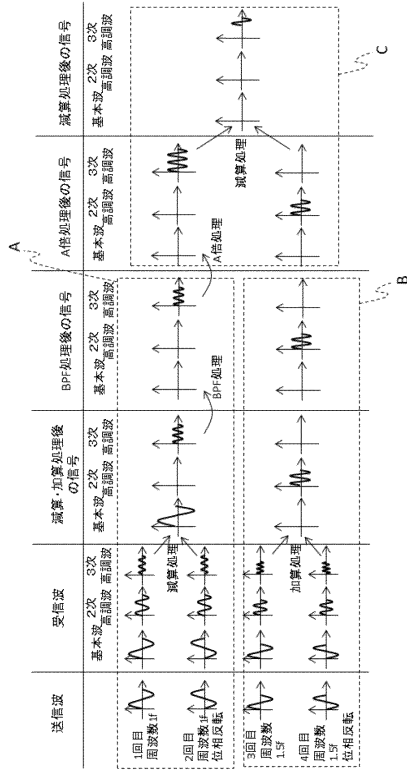 送信波
受信波
減算・加算処理後
の信号
BPF処理後の信号
A倍処理後の信号
減算処理後の信号
基本波
2次
高調波
3次
高調波
基本波
2次
高調波
3次
高調波
基本波
2次
高調波
3次
高調波
基本波
2次
高調波
3次
高調波
基本波
2次
高調波
3次
高調波
1回目
周波数1f
2回目
周波数1f
位相反転
減算処理
BPF処理
A倍処理
減算処理
3回目
周波数
1.5f
4回目
周波数
1.5f
位相反転
加算処理
A
B
C